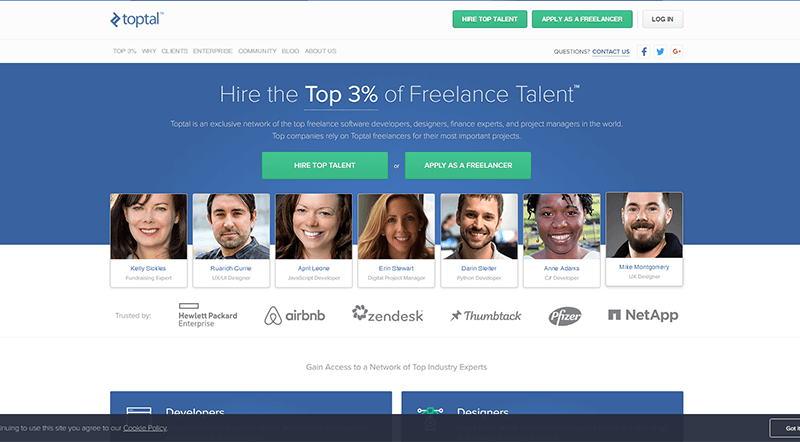 toptal™
HIRE TOP TALENT
APPLY AS A FREELANCER
LOG IN
TOP 3% WHY CLIENTS ENTERPRISE COMMUNITY BLOG ABOUT US
QUESTIONS? CONTACT US
Hire the Top 3% of Freelance Talent™
Toptal is an exclusive network of the top freelance software developers, designers, finance experts, and project managers in the world.
Top companies rely on Toptal freelancers for their most important projects.
HIRE TOP TALENT or APPLY AS A FREELANCER
Kelly Sickles
Fundraising Expert
Ruaridh Currie
UX/UI Designer
April Leone
JavaScript Developer
Erin Stewart
Digital Project Manager
Darin
Python Developer
Anne Adams
C# Developer
Mike Montgomery
UX Designer
Trusted by:
Hewlett Packard
Enterprise
airbnb
zendesk
Thumbtack
Pfizer
NetApp
Gain Access to a Network of Top Industry Experts
Developers
Designers
inuing to use this site you agree to our Cookie Policy.
Got i